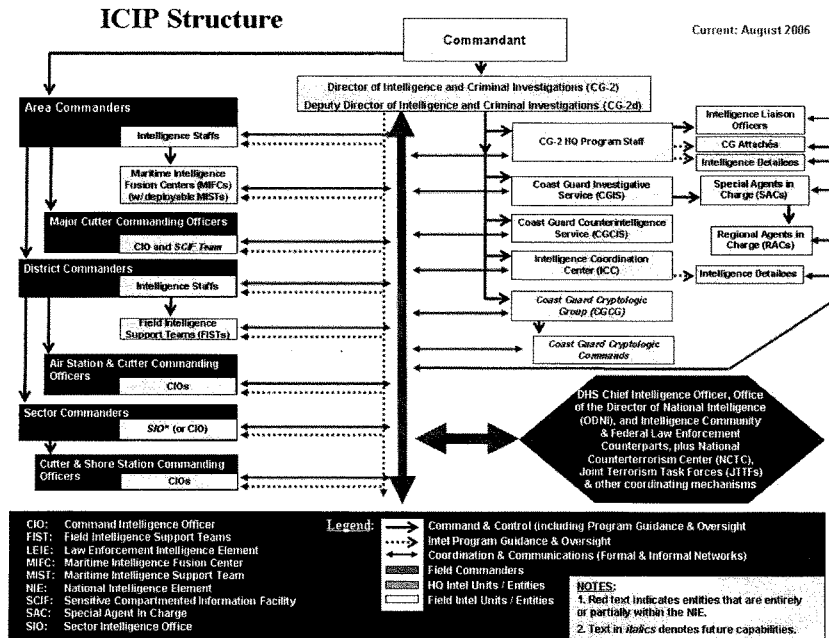 ICIP Structure
Commandant
Current: August 2006
Director of Intelligence and Criminal Investigations (CG-2)
Deputy Director of Intelligence and Criminal Investigations (CG-2d)
Area Commanders
Intelligence Staffs
Maritime Intelligence
Fusion Centers (MIFCs)
(w/deployable MISTs)
Major Cutter Commanding Officers
CIO and SCIF Team
District Commanders
Intelligence Staffs
Field Intelligence
Support Teams (FISTs)
Air Station & Cutter Commanding
Officers
CIOs
Sector Commanders
SIO* (or CIO)
Cutter & Shore Station Commanding
Officers
CIOs
CG-2 HQ Program Staff
Intelligence Liaison
Officers
CG Attachés
Intelligence Detailees
Coast Guard Investigative
Service (CGIS)
Special Agents in
Charge (SACs)
Coast Guard Counterintelligence
Service (CGCIS)
Regional Agents in
Charge (RACs)
Intelligence Coordination
Center (ICC)
Intelligence Detailees
Coast Guard Cryptologic
Group (CGCG)
Coast Guard Cryptologic
Commands
DHS Chief Intelligence Officer, Office
of the Director of National Intelligence
(ODNI), and Intelligence Community
& Federal Law Enforcement
Counterparts, plus National
Counterterrorism Center (NCTC),
Joint Terrorism Task Forces (JTTFs)
& other coordinating mechanisms
CIO: Command Intelligence Officer
FIST: Field Intelligence Support Teams
LEIE: Law Enforcement Intelligence Element
MIFC: Maritime Intelligence Fusion Center
MIST: Maritime Intelligence Support Team
NIE: National Intelligence Element
SCIF: Sensitive Compartmented Information Facility
SAC: Special Agent in Charge
SIO: Sector Intelligence Office
Legend:
Command & Control (including Program Guidance & Oversight
Intel Program Guidance & Oversight
Coordination & Communications (Formal & Informal Networks)
Field Commanders
HQ Intel Units / Entities
Field Intel Units / Entities
NOTES:
1. Red text indicates entities that are entirely
or partially within the NIE.
2. Text in italics denotes future capabilities.